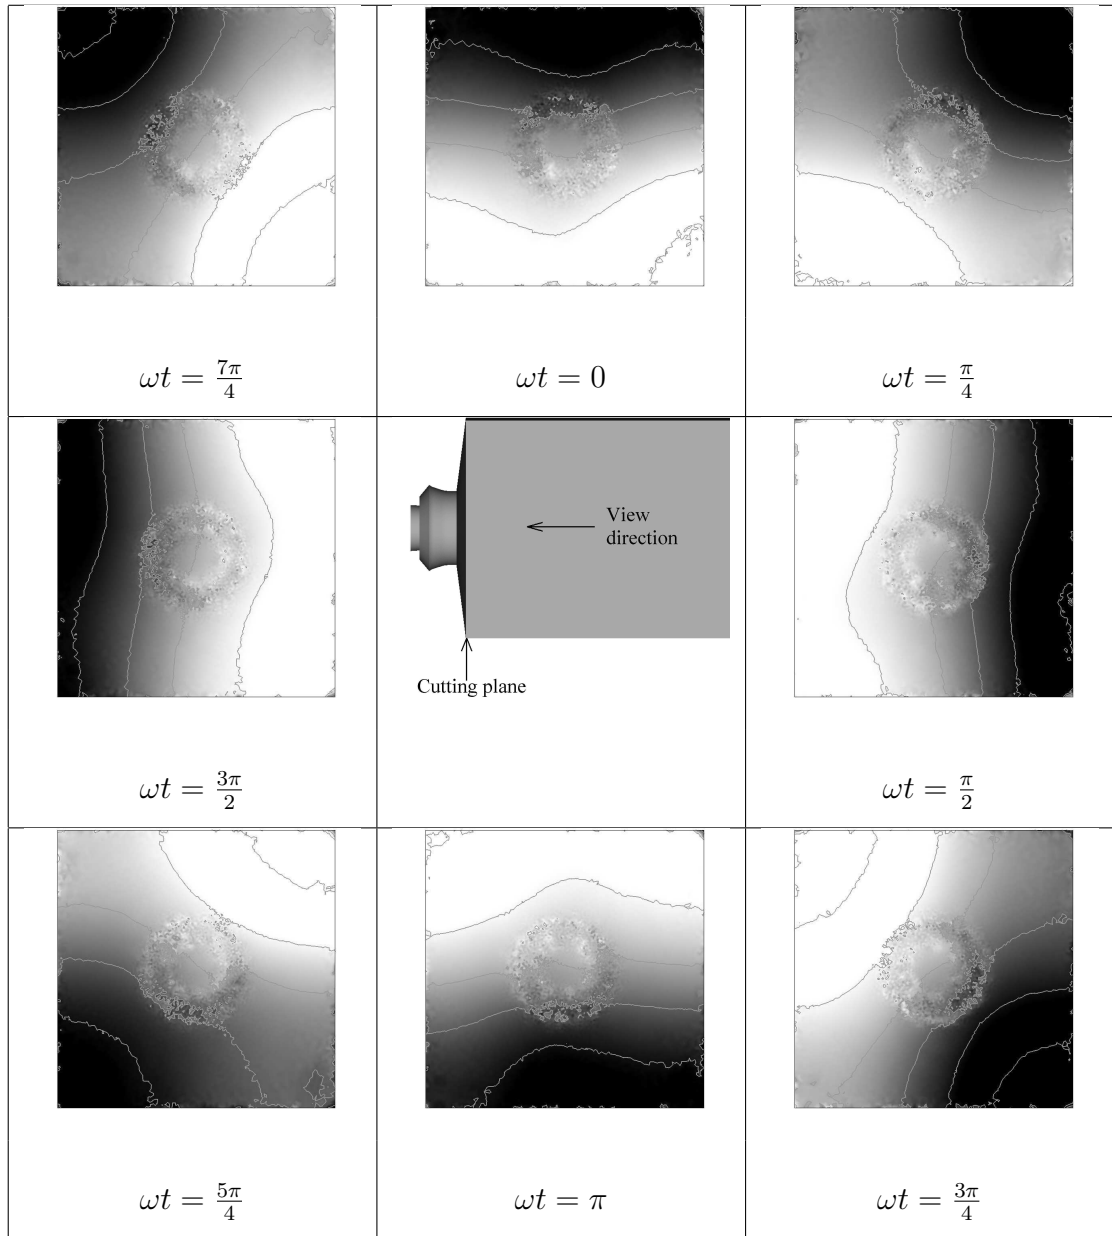 ωt = 7π/4
ωt = 0
ωt = π/4
View
direction
Cutting plane
ωt = 3π/2
ωt = π/2
ωt = 5π/4
ωt = π
ωt = 3π/4